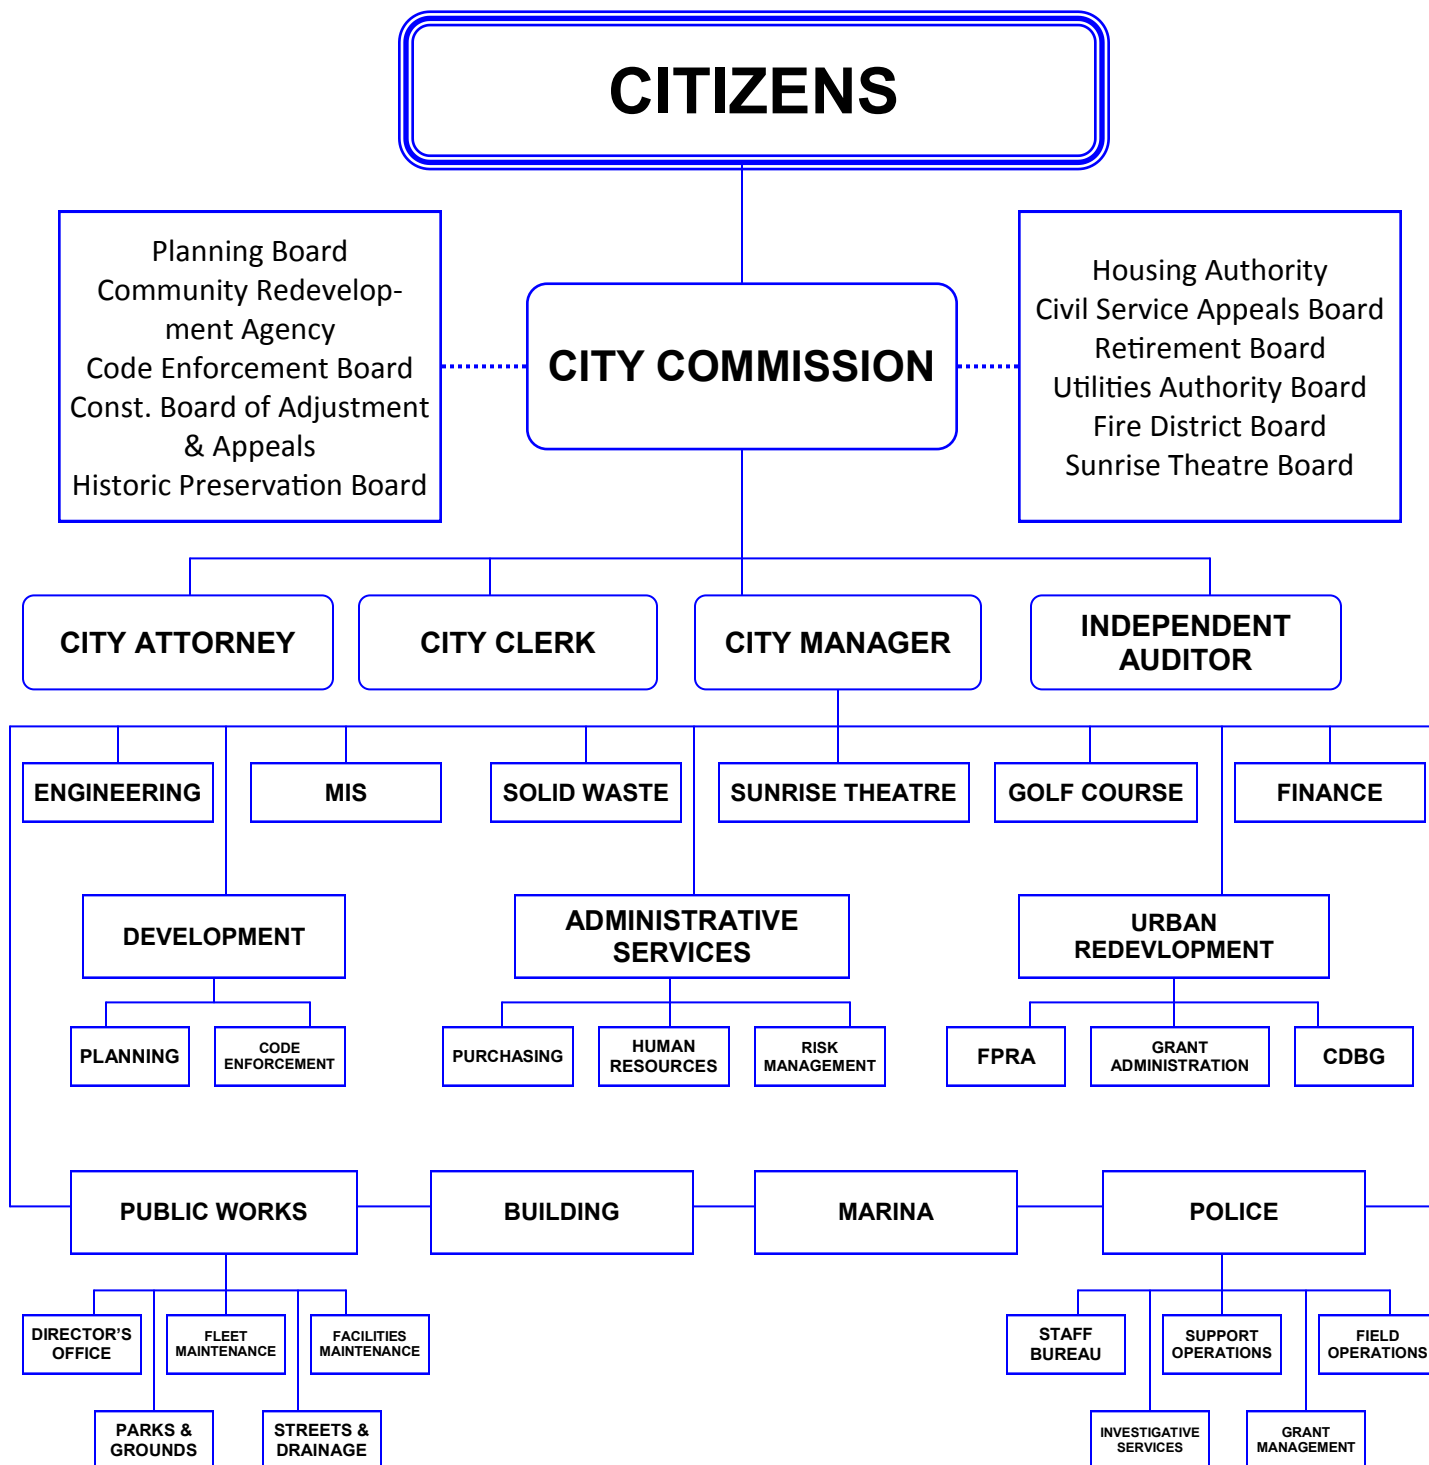 CITIZENS
Planning Board
Community Redevelop-
ment Agency
Code Enforcement Board
Const. Board of Adjustment
& Appeals
Historic Preservation Board
CITY COMMISSION
Housing Authority
Civil Service Appeals Board
Retirement Board
Utilities Authority Board
Fire District Board
Sunrise Theatre Board
CITY ATTORNEY
CITY CLERK
CITY MANAGER
INDEPENDENT
AUDITOR
ENGINEERING
MIS
SOLID WASTE
SUNRISE THEATRE
GOLF COURSE
FINANCE
DEVELOPMENT
ADMINISTRATIVE
SERVICES
URBAN
REDEVLOPMENT
PLANNING
CODE
ENFORCEMENT
PURCHASING
HUMAN
RESOURCES
RISK
MANAGEMENT
FPRA
GRANT
ADMINISTRATION
CDBG
PUBLIC WORKS
BUILDING
MARINA
POLICE
DIRECTOR’S
OFFICE
FLEET
MAINTENANCE
FACILITIES
MAINTENANCE
STAFF
BUREAU
SUPPORT
OPERATIONS
FIELD
OPERATIONS
PARKS &
GROUNDS
STREETS &
DRAINAGE
INVESTIGATIVE
SERVICES
GRANT
MANAGEMENT